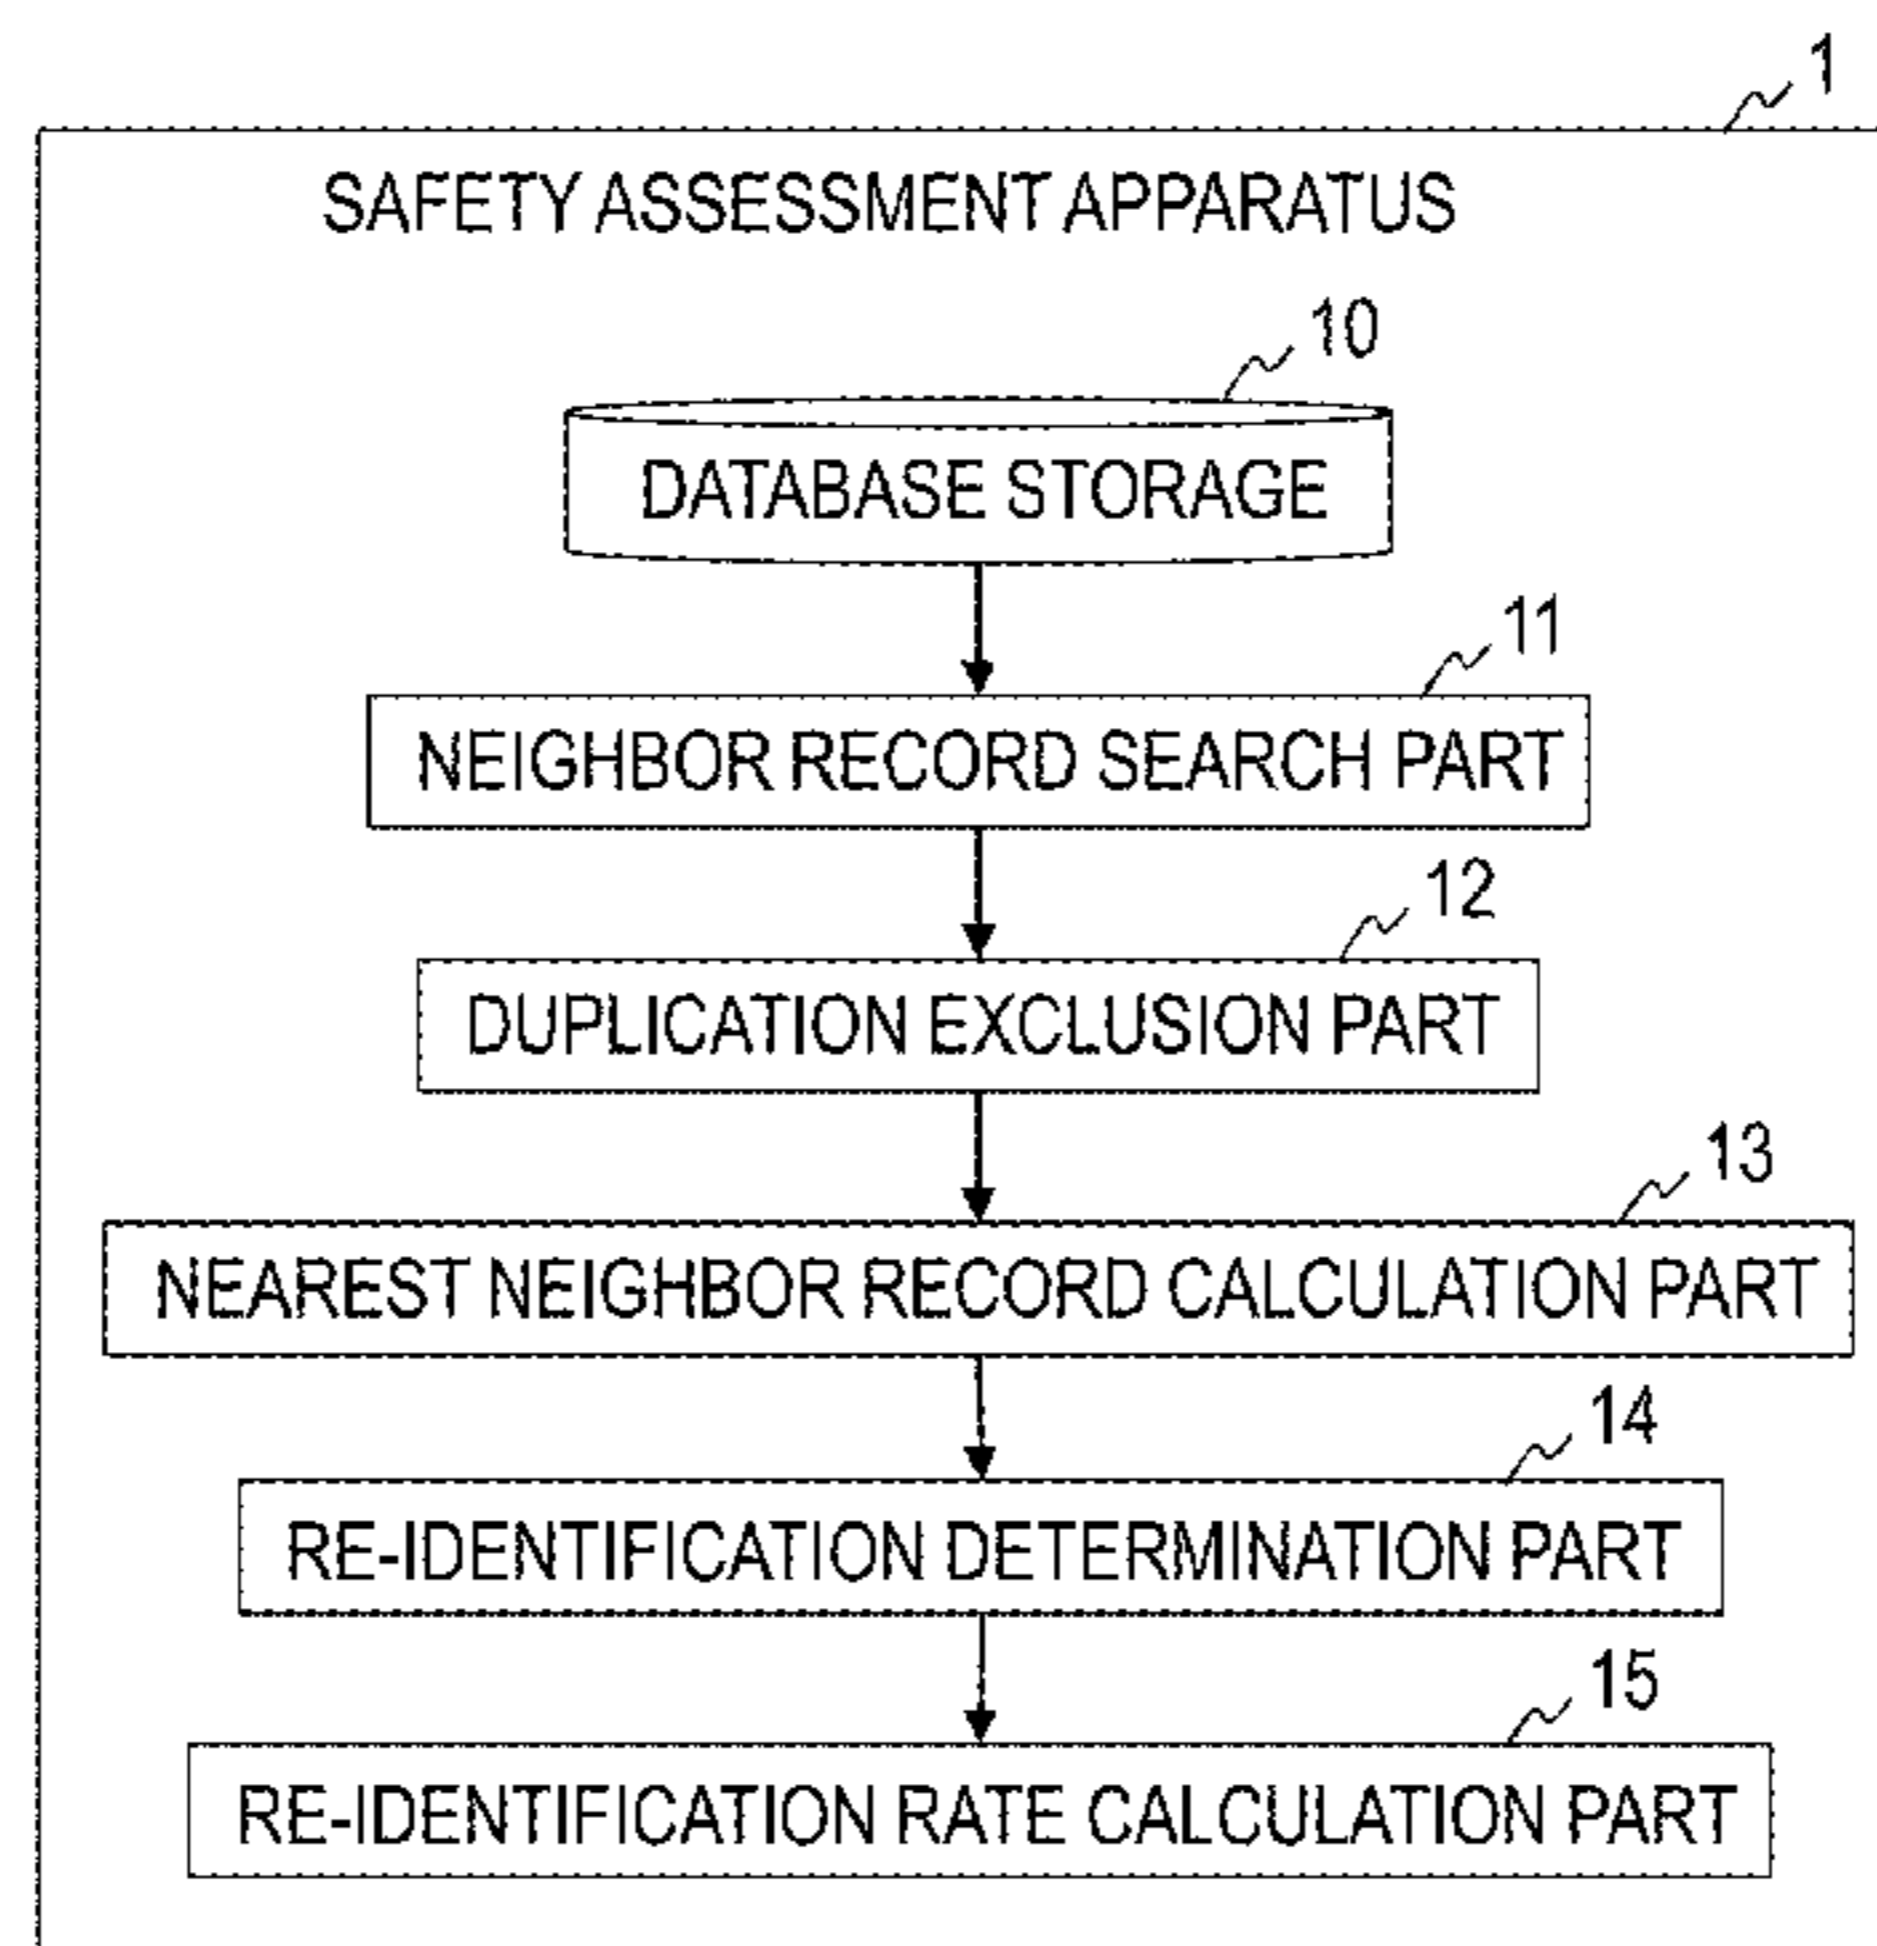 1
SAFETY ASSESSMENT APPARATUS
10
DATABASE STORAGE
11
NEIGHBOR RECORD SEARCH PART
12
DUPLICATION EXCLUSION PART
13
NEAREST NEIGHBOR RECORD CALCULATION PART
14
RE-IDENTIFICATION DETERMINATION PART
15
RE-IDENTIFICATION RATE CALCULATION PART